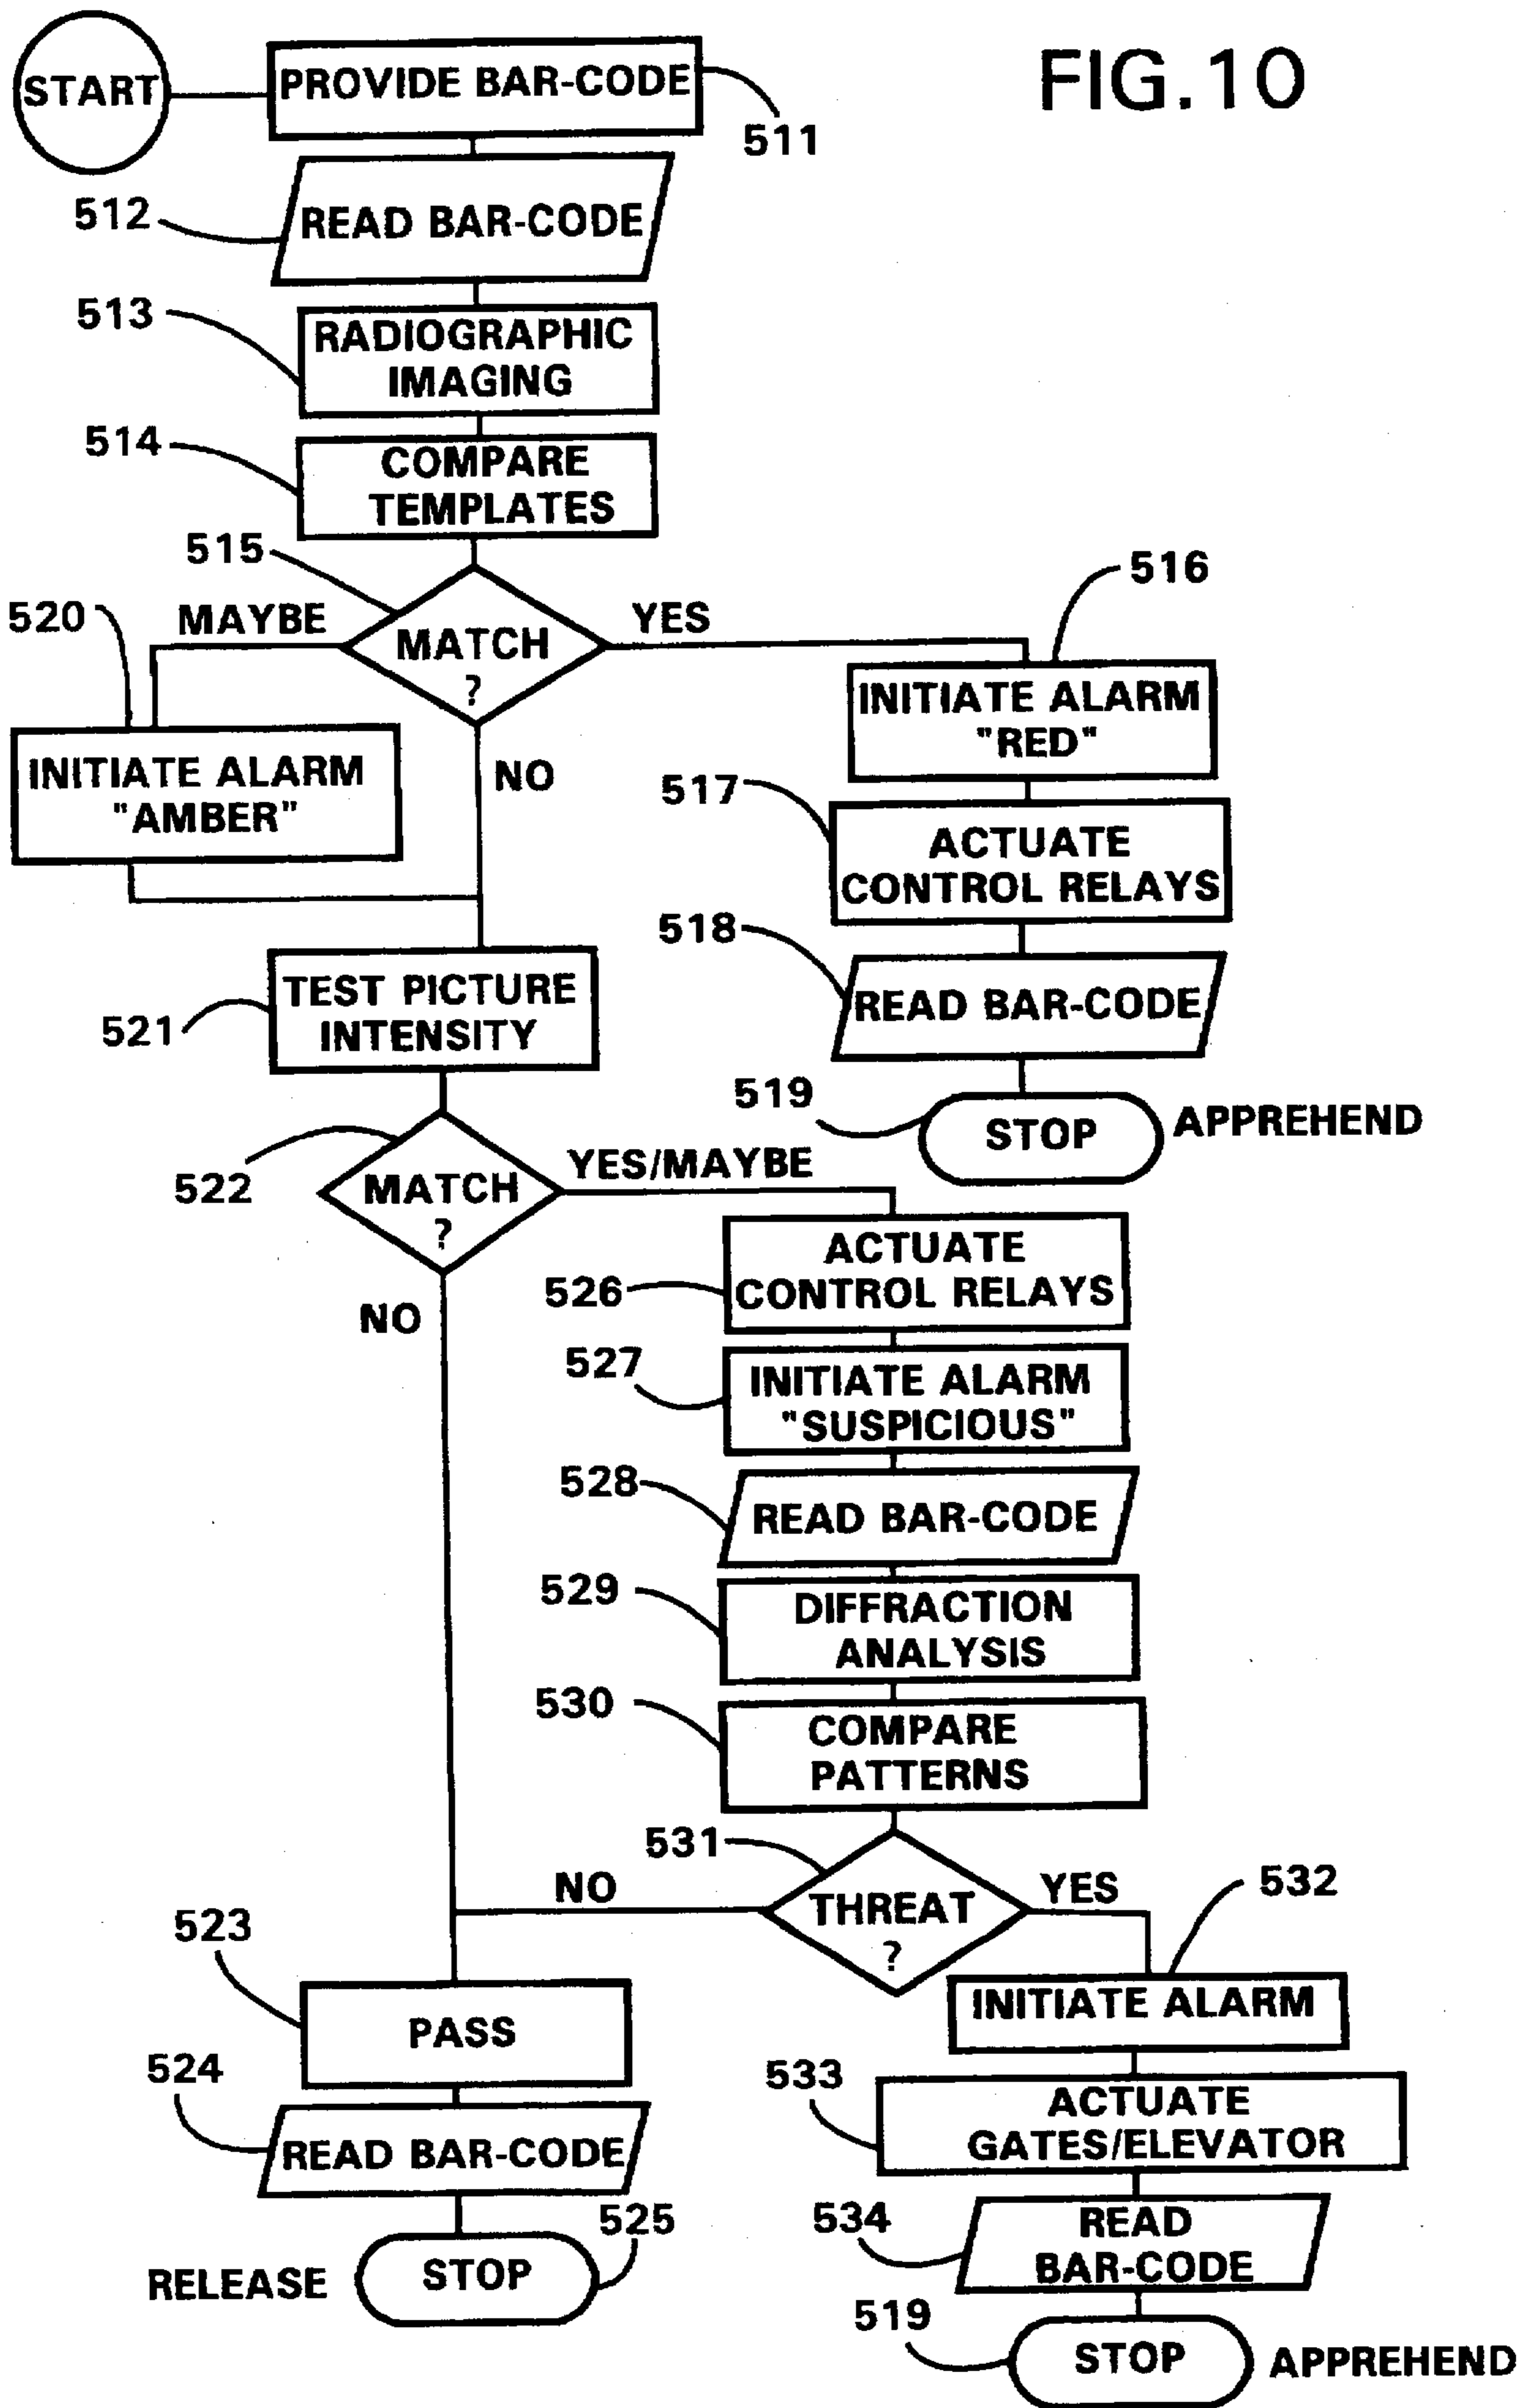 FIG.10
START
PROVIDE BAR-CODE
511
512
READ BAR-CODE
513
RADIOGRAPHIC
IMAGING
514
COMPARE
TEMPLATES
515
MATCH
?
MAYBE
YES
NO
520
INITIATE ALARM
"AMBER"
516
INITIATE ALARM
"RED"
517
ACTUATE
CONTROL RELAYS
518
READ BAR-CODE
519
STOP
APPREHEND
521
TEST PICTURE
INTENSITY
522
MATCH
?
YES/MAYBE
NO
526
ACTUATE
CONTROL RELAYS
527
INITIATE ALARM
"SUSPICIOUS"
528
READ BAR-CODE
529
DIFFRACTION
ANALYSIS
530
COMPARE
PATTERNS
531
THREAT
?
NO
YES
523
PASS
524
READ BAR-CODE
525
STOP
RELEASE
532
INITIATE ALARM
533
ACTUATE
GATES/ELEVATOR
534
READ
BAR-CODE
519
STOP
APPREHEND